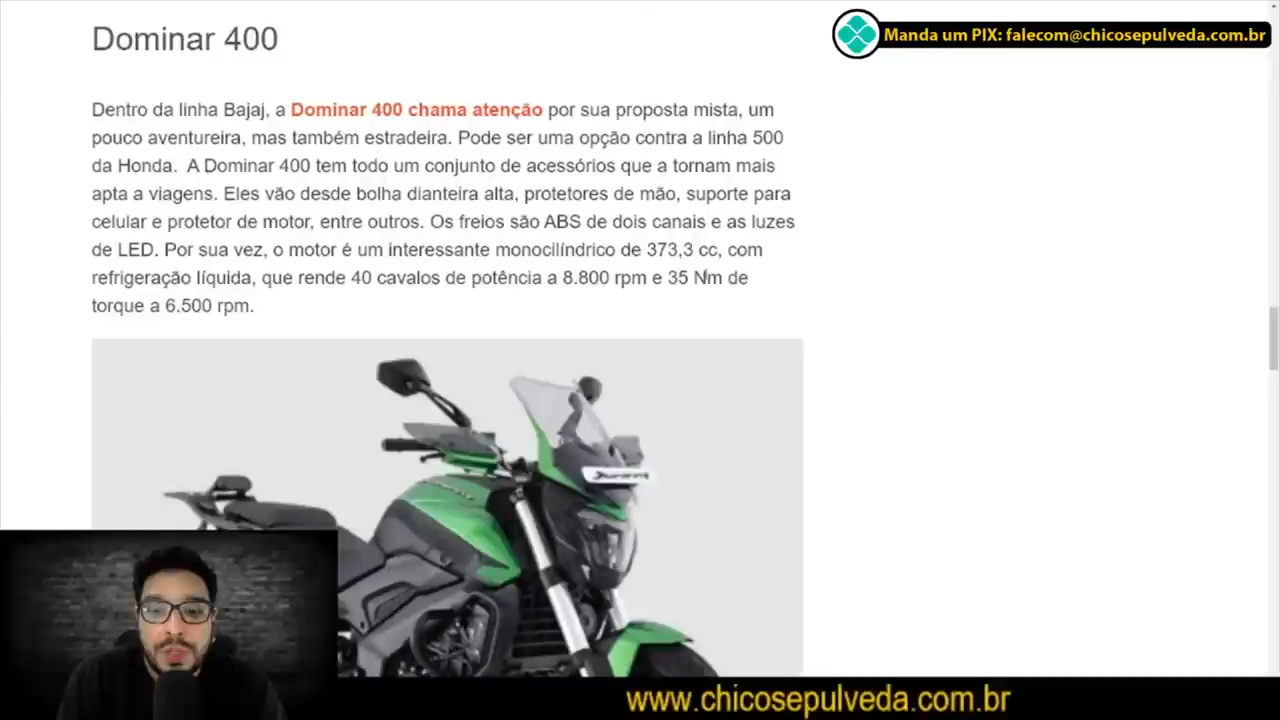 Dominar 400
Manda um PIX: falecom@chicosepulveda.com.br
Dentro da linha Bajaj, a Dominar 400 chama atenção por sua proposta mista, um
pouco aventureira, mas também estradeira. Pode ser uma opção contra a linha 500
da Honda. A Dominar 400 tem todo um conjunto de acessórios que a tornam mais
apta a viagens. Eles vão desde bolha dianteira alta, protetores de mão, suporte para
celular e protetor de motor, entre outros. Os freios são ABS de dois canais e as luzes
de LED. Por sua vez, o motor é um interessante monocilíndrico de 373,3 cc, com
refrigeração líquida, que rende 40 cavalos de potência a 8.800 rpm e 35 Nm de
torque a 6.500 rpm.
www.chicosepulveda.com.br